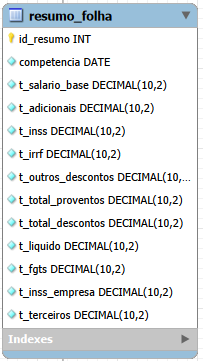 resumo_folha
id_resumo INT
competencia DATE
t_salario_base DECIMAL(10,2)
t_adicionais DECIMAL(10,2)
t_inss DECIMAL(10,2)
t_irrf DECIMAL(10,2)
t_outros_descontos DECIMAL(10,...
t_total_proventos DECIMAL(10,2)
t_total_descontos DECIMAL(10,2)
t_liquido DECIMAL(10,2)
t_fgts DECIMAL(10,2)
t_inss_empresa DECIMAL(10,2)
t_terceiros DECIMAL(10,2)
Indexes